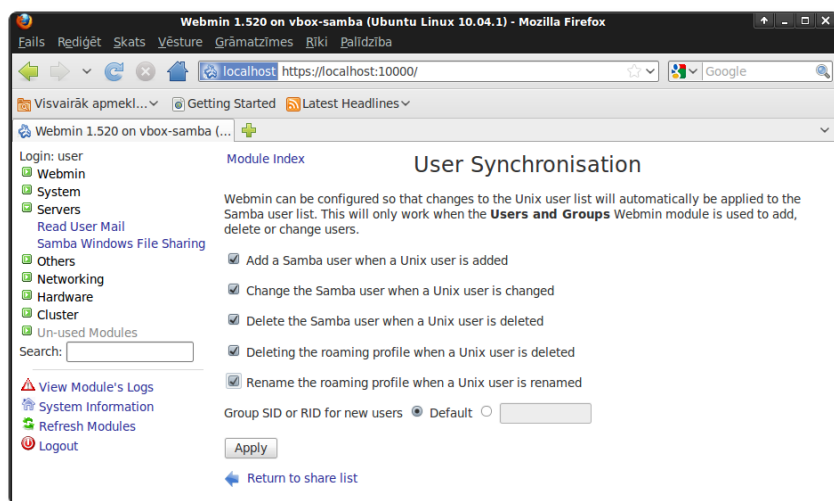 Webmin 1.520 on vbox-samba (Ubuntu Linux 10.04.1) - Mozilla Firefox
Fails Rediģēt Skats Vēsture Grāmatzīmes Rīki Palīdzība
localhost https://localhost:10000/ Google
Visvairāk apmekl... Getting Started Latest Headlines
Webmin 1.520 on vbox-samba (...
Login: user
Webmin
System
Servers
Read User Mail
Samba Windows File Sharing
Others
Networking
Hardware
Cluster
Un-used Modules
Search:
View Module's Logs
System Information
Refresh Modules
Logout
Module Index
User Synchronisation
Webmin can be configured so that changes to the Unix user list will automatically be applied to the
Samba user list. This will only work when the Users and Groups Webmin module is used to add,
delete or change users.
Add a Samba user when a Unix user is added
Change the Samba user when a Unix user is changed
Delete the Samba user when a Unix user is deleted
Deleting the roaming profile when a Unix user is deleted
Rename the roaming profile when a Unix user is renamed
Group SID or RID for new users Default
Apply
Return to share list